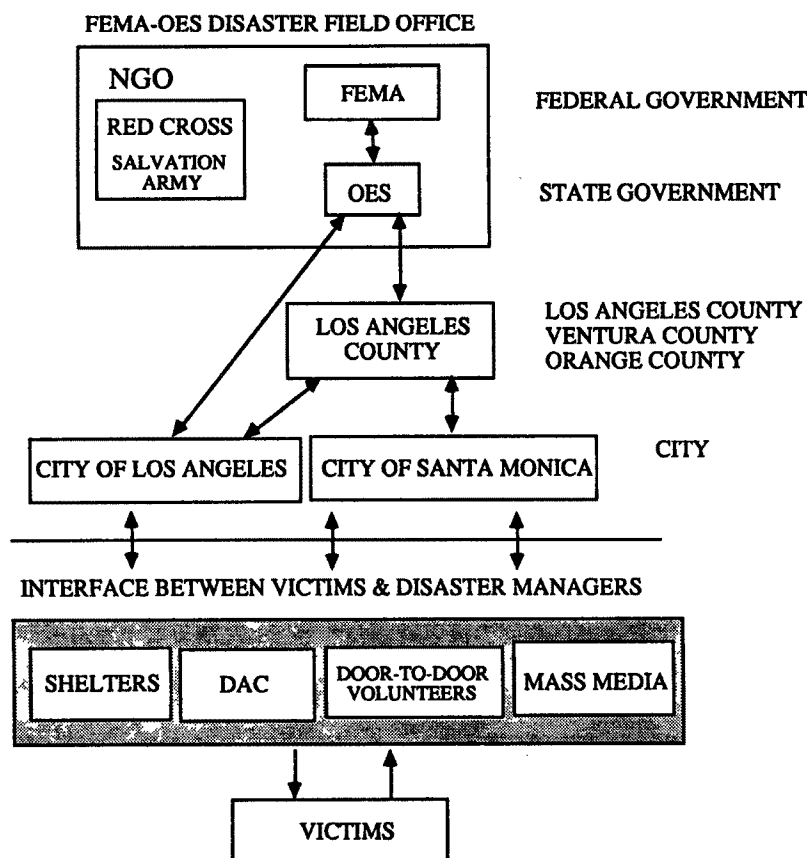 FEMA-OES DISASTER FIELD OFFICE
NGO
RED CROSS
SALVATION
ARMY
FEMA
FEDERAL GOVERNMENT
OES
STATE GOVERNMENT
LOS ANGELES
COUNTY
LOS ANGELES COUNTY
VENTURA COUNTY
ORANGE COUNTY
CITY OF LOS ANGELES
CITY OF SANTA MONICA
CITY
INTERFACE BETWEEN VICTIMS & DISASTER MANAGERS
SHELTERS
DAC
DOOR-TO-DOOR
VOLUNTEERS
MASS MEDIA
VICTIMS